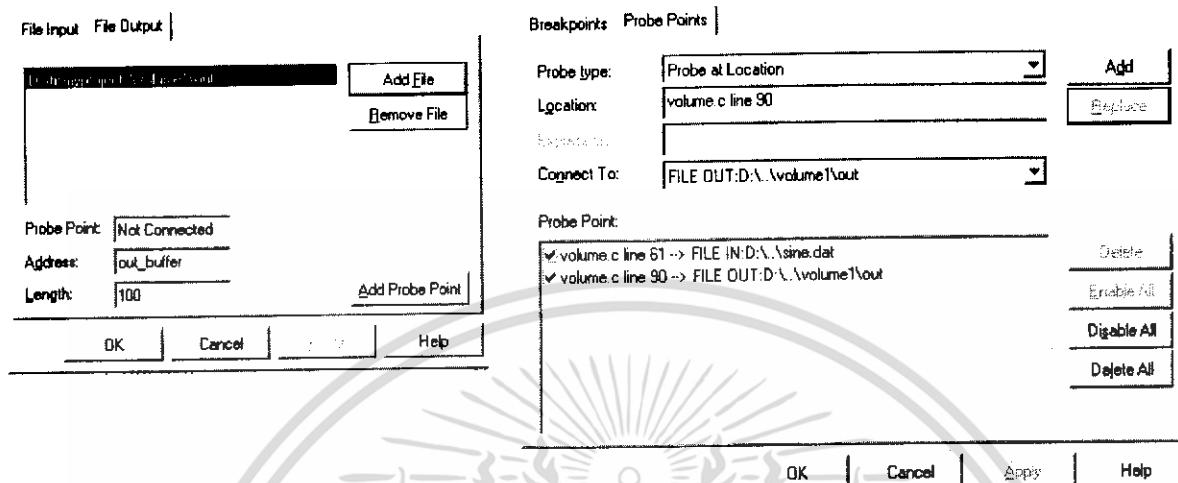 File Input File Output
Add File
Remove File
Probe Point: Not Connected
Address: out_buffer
Length: 100
Add Probe Point
OK Cancel Help
Breakpoints Probe Points
Probe type: Probe at Location
Add
Location: volume.c line 90
Replace
Connect To: FILE OUT:D:\..\volume1\out
Probe Point:
volume.c line 61 --> FILE IN:D:\..\sine.dat
volume.c line 90 --> FILE OUT:D:\..\volume1\out
Delete
Enable All
Disable All
Delete All
OK Cancel Apply Help